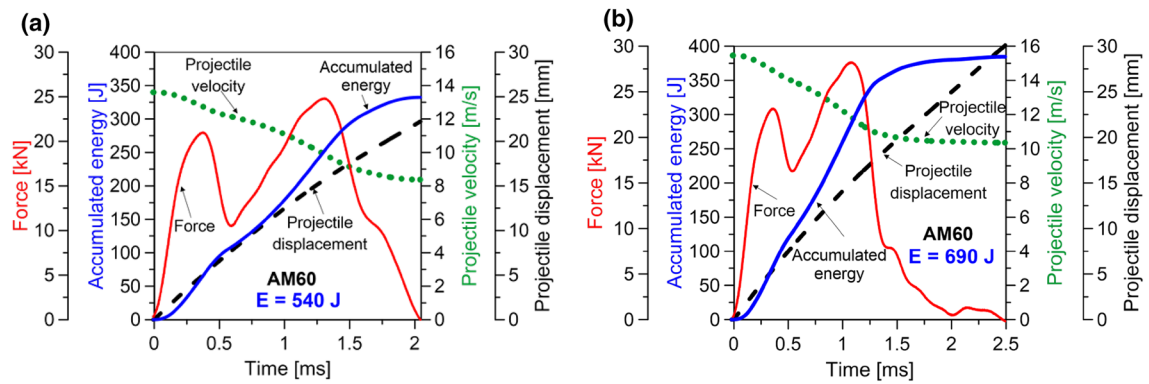 (a)
30
25
20
15
10
5
0
Force [kN]
400
350
300
250
200
150
100
50
0
Accumulated energy [J]
Projectile
velocity
Accumulated
energy
Force
Projectile
displacement
AM60
E = 540 J
0
0.5
1
1.5
2
Time [ms]
16
14
12
10
8
6
4
2
0
Projectile velocity [m/s]
30
25
20
15
10
5
0
Projectile displacement [mm]
(b)
30
25
20
15
10
5
0
Force [kN]
400
350
300
250
200
150
100
50
0
Accumulated energy [J]
Projectile
velocity
Projectile
displacement
Force
AM60
E = 690 J
Accumulated
energy
0
0.5
1
1.5
2
2.5
Time [ms]
16
14
12
10
8
6
4
2
0
Projectile velocity [m/s]
30
25
20
15
10
5
0
Projectile displacement [mm]